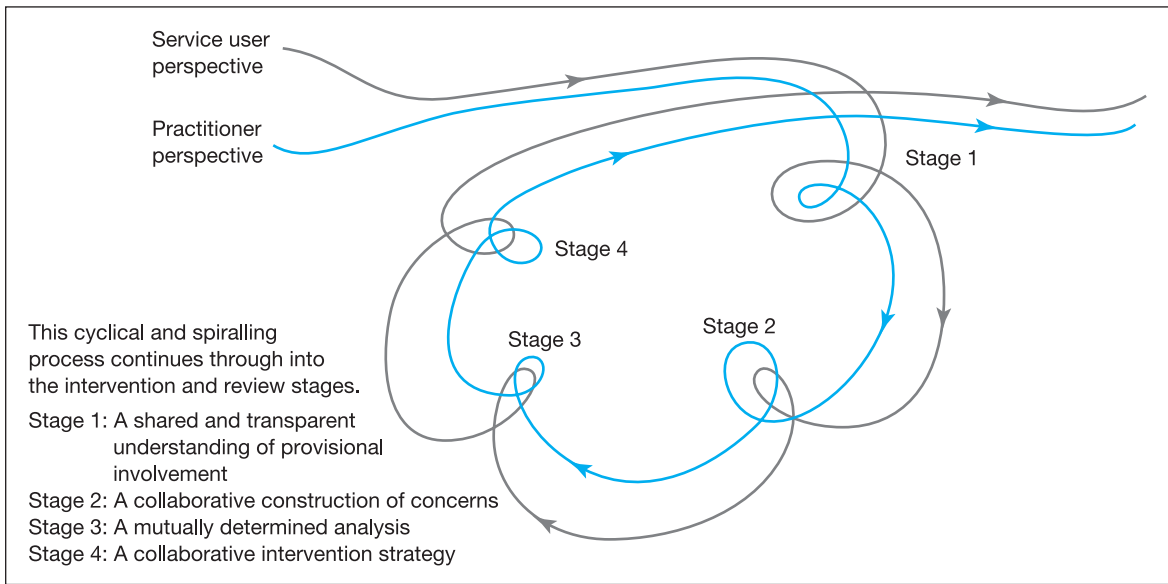 Service user
perspective
Practitioner
perspective
Stage 1
Stage 4
Stage 2
Stage 3
This cyclical and spiralling
process continues through into
the intervention and review stages.
Stage 1: A shared and transparent
understanding of provisional
involvement
Stage 2: A collaborative construction of concerns
Stage 3: A mutually determined analysis
Stage 4: A collaborative intervention strategy